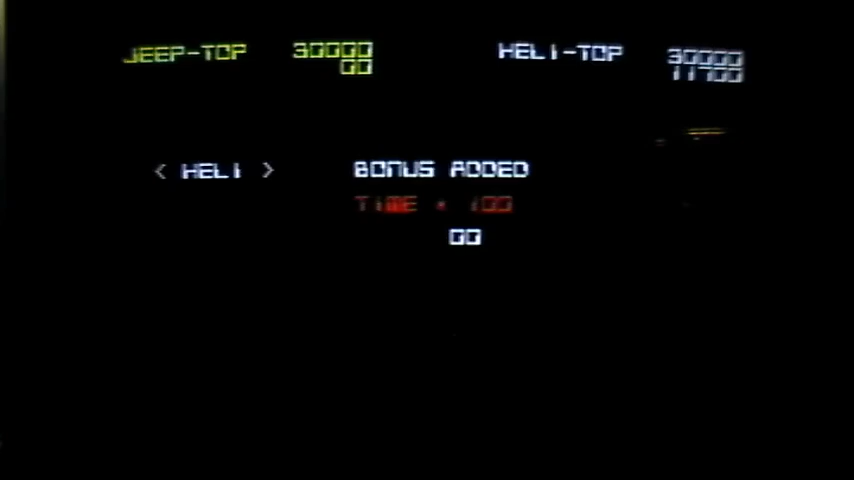 JEEP-TOP 30000 HELI-TOP 30000
00 11700
< HELI > BONUS ADDED
TIME × 100
00